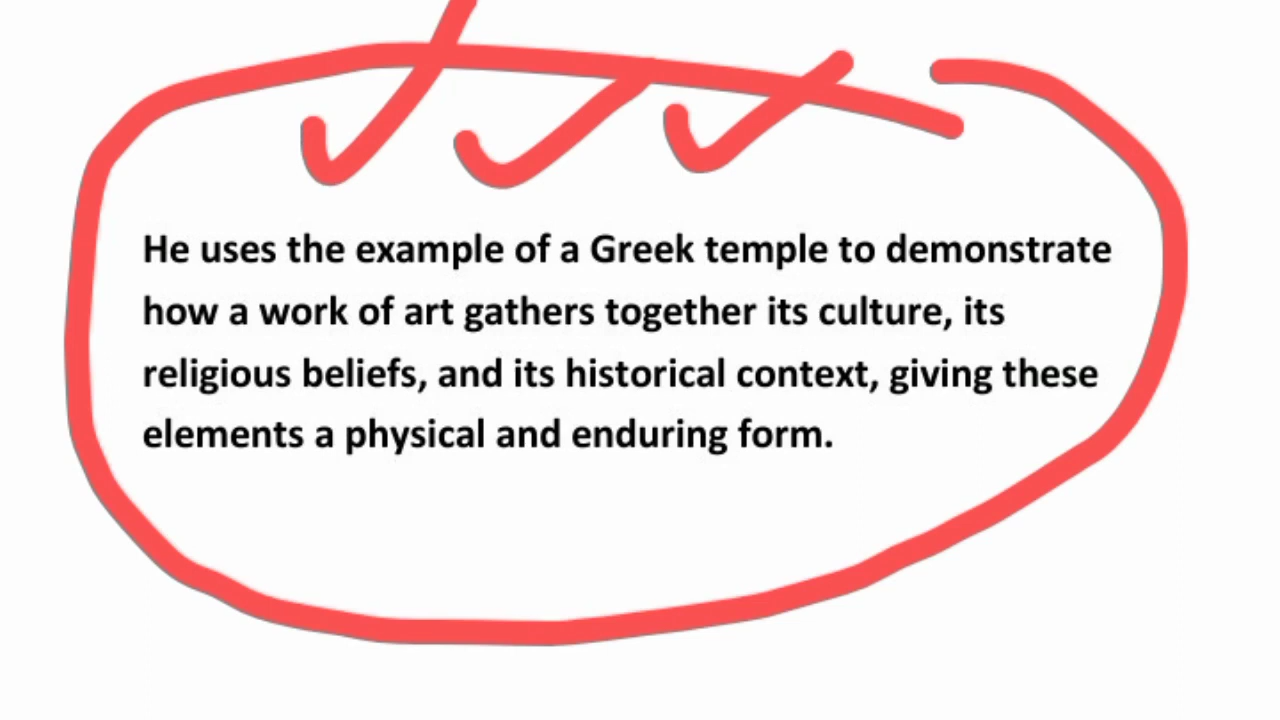 He uses the example of a Greek temple to demonstrate
how a work of art gathers together its culture, its
religious beliefs, and its historical context, giving these
elements a physical and enduring form.